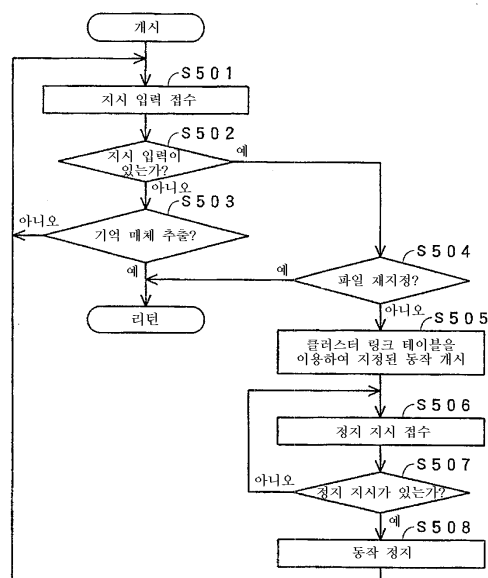 개시
S501
지시 입력 접수
S502
지시 입력이
있는가?
예
아니오
S503
기억 매체 추출?
아니오
예
리턴
S504
파일 재지정?
예
아니오
S505
클러스터 링크 테이블을
이용하여 지정된 동작 개시
S506
정지 지시 접수
S507
정지 지시가 있는가?
아니오
예
S508
동작 정지